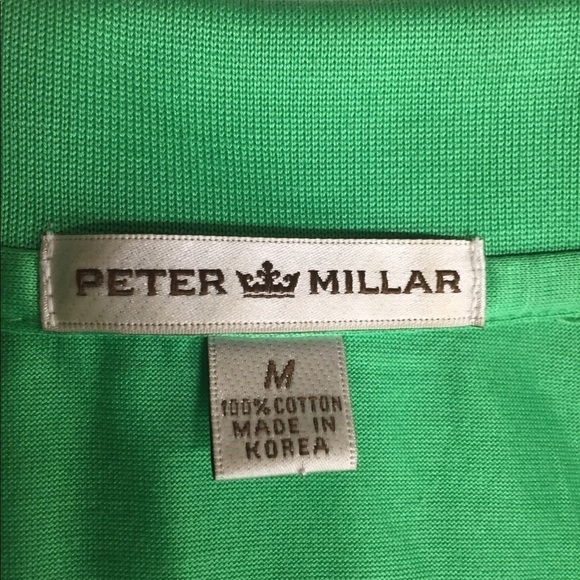 PETER MILLAR
M
100% COTTON
MADE IN
KOREA